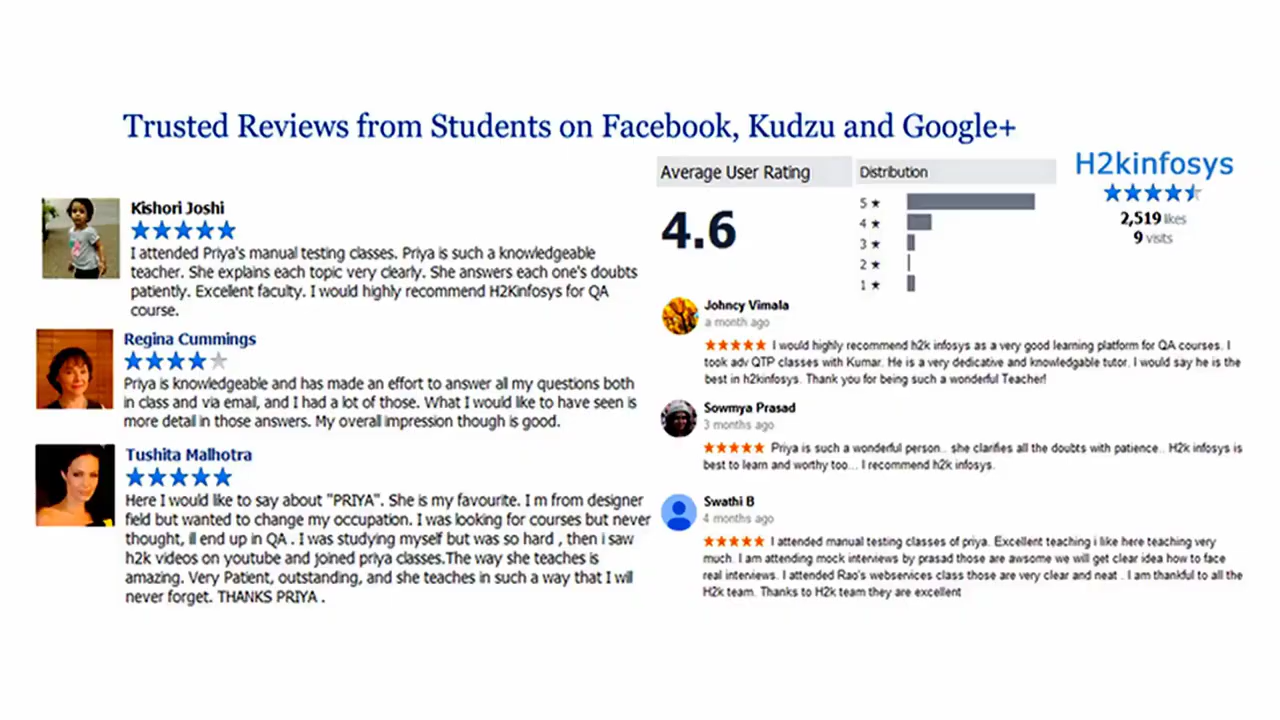 Trusted Reviews from Students on Facebook, Kudzu and Google+
Kishori Joshi
I attended Priya's manual testing classes. Priya is such a knowledgeable
teacher. She explains each topic very clearly. She answers each one's doubts
patiently. Excellent faculty. I would highly recommend H2Kinfosys for QA
course.
Regina Cummings
Priya is knowledgeable and has made an effort to answer all my questions both
in class and via email, and I had a lot of those. What I would like to have seen is
more detail in those answers. My overall impression though is good.
Tushita Malhotra
Here I would like to say about "PRIYA". She is my favourite. I m from designer
field but wanted to change my occupation. I was looking for courses but never
thought, ill end up in QA . I was studying myself but was so hard , then i saw
h2k videos on youtube and joined priya classes.The way she teaches is
amazing. Very Patient, outstanding, and she teaches in such a way that I will
never forget. THANKS PRIYA .
Average User Rating
4.6
Distribution
5 ★
4 ★
3 ★
2 ★
1 ★
H2kinfosys
2,519 likes
9 visits
Johncy Vimala
a month ago
I would highly recommend h2k infosys as a very good learning platform for QA courses. I
took adv QTP classes with Kumar. He is a very dedicative and knowledgable tutor. I would say he is the
best in h2kinfosys. Thank you for being such a wonderful Teacher!
Sowmya Prasad
3 months ago
Priya is such a wonderful person.. she clarifies all the doubts with patience.. H2k infosys is
best to learn and worthy too... I recommend h2k infosys.
Swathi B
4 months ago
I attended manual testing classes of priya. Excellent teaching i like here teaching very
much. I am attending mock interviews by prasad those are awsome we will get clear idea how to face
real interviews. I attended Rao's webservices class those are very clear and neat . I am thankful to all the
H2k team. Thanks to H2k team they are excellent